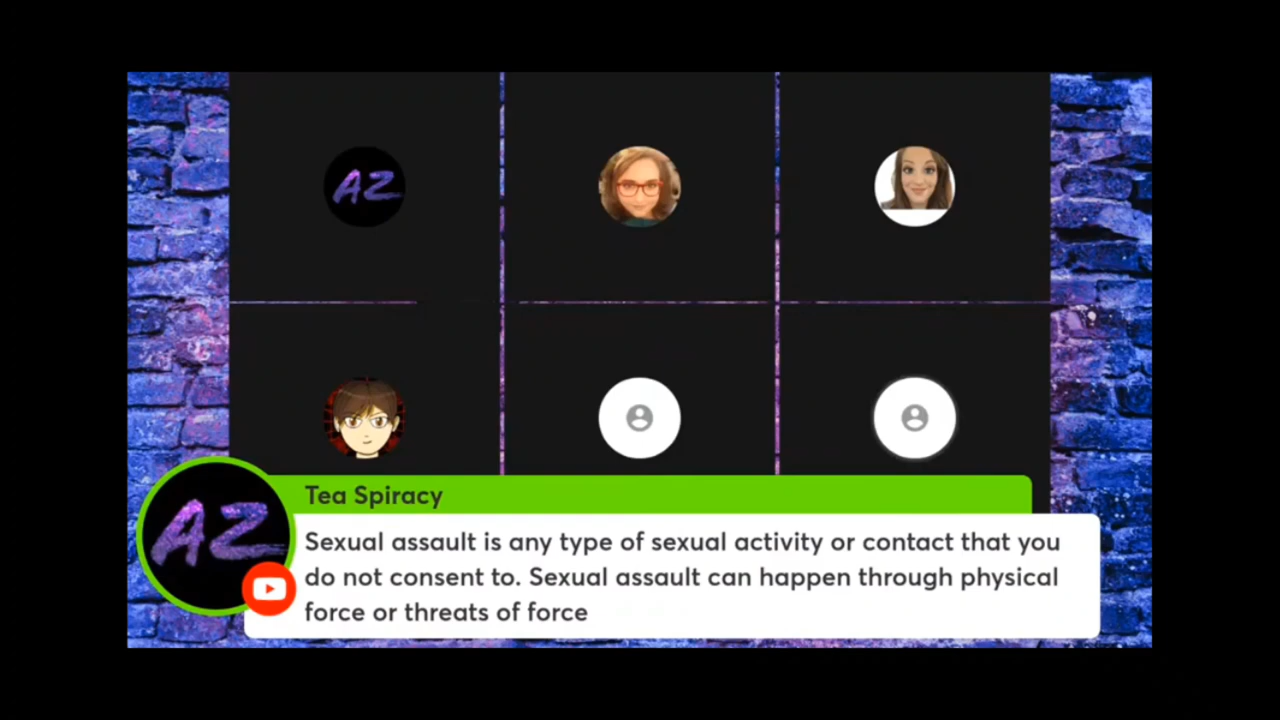 AZ
Tea Spiracy
AZ
Sexual assault is any type of sexual activity or contact that you
do not consent to. Sexual assault can happen through physical
force or threats of force